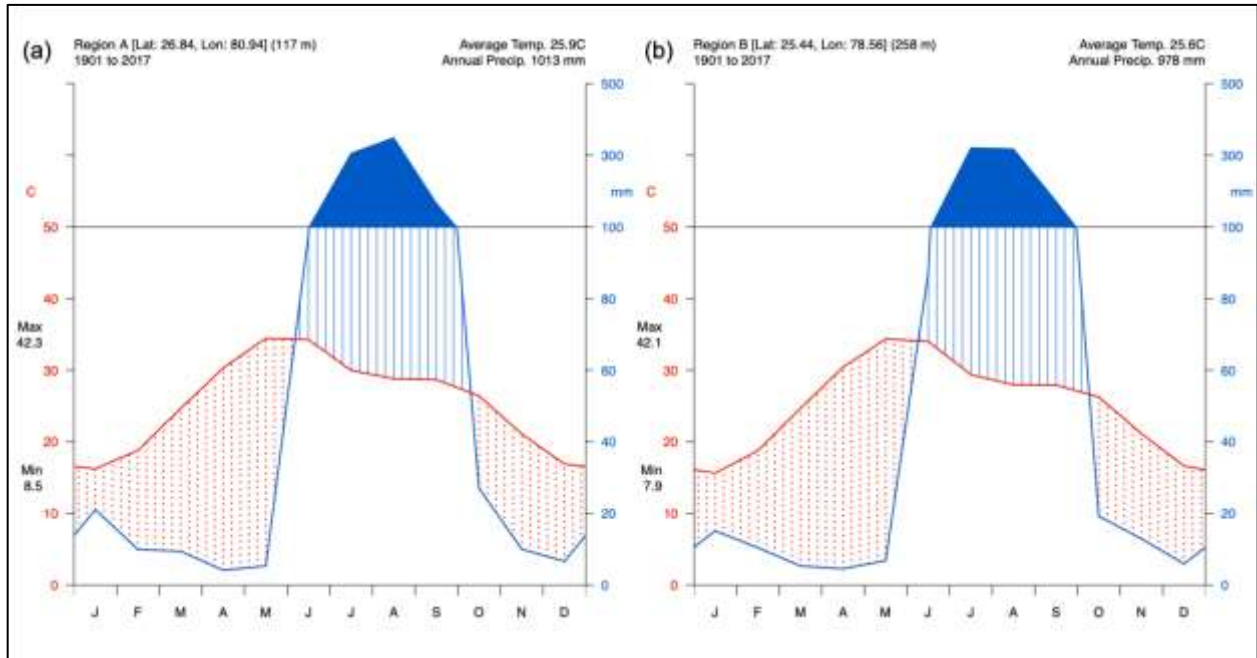 (a)
Region A [Lat: 26.84, Lon: 80.94] (117 m)
1901 to 2017
Average Temp. 25.9C
Annual Precip. 1013 mm
C
50
40
30
20
10
0
Max
42.3
Min
8.5
500
300
mm
100
80
60
40
20
0
J F M A M J J A S O N D
(b)
Region B [Lat: 25.44, Lon: 78.56] (258 m)
1901 to 2017
Average Temp. 25.6C
Annual Precip. 978 mm
C
50
40
30
20
10
0
Max
42.1
Min
7.9
500
300
mm
100
80
60
40
20
0
J F M A M J J A S O N D